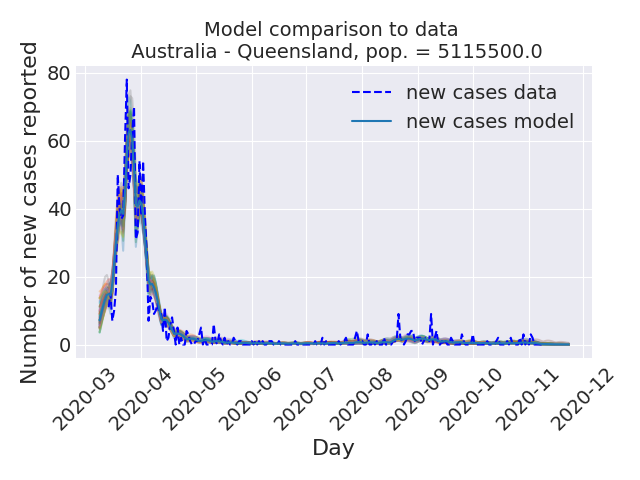 Model comparison to data
Australia - Queensland, pop. = 5115500.0
new cases data
new cases model
Number of new cases reported
80
60
40
20
0
2020-03
2020-04
2020-05
2020-06
2020-07
2020-08
2020-09
2020-10
2020-11
2020-12
Day